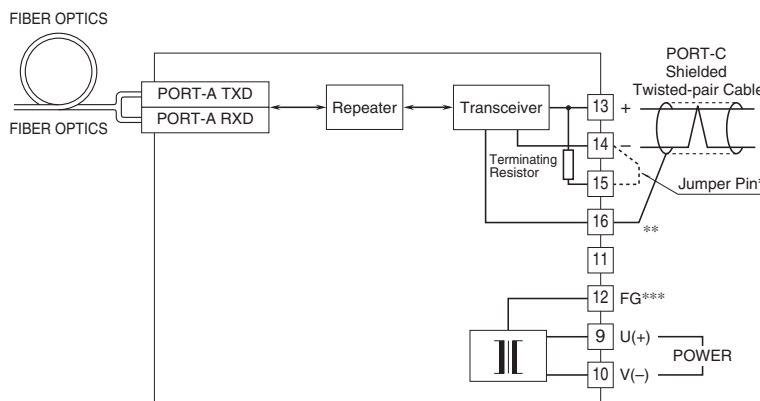 FIBER OPTICS
FIBER OPTICS
PORT-A TXD
PORT-A RXD
Repeater
Transceiver
Terminating
Resistor
PORT-C
Shielded
Twisted-pair Cable
13 +
14 –
15
Jumper Pin*
16
**
11
12 FG***
9 U(+)
POWER
10 V(–)